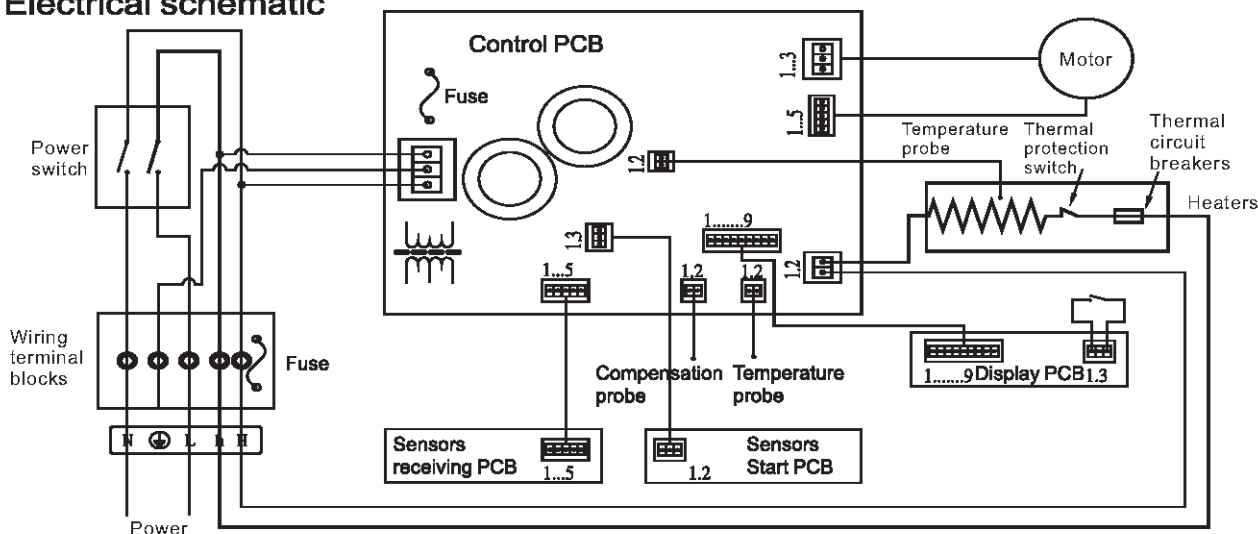 Electrical schematic
Control PCB
Fuse
1...3
1...5
Motor
Power
switch
1.2
Temperature
probe
Thermal
protection
switch
Thermal
circuit
breakers
Heaters
1.3
1.......9
1.2
1...5
1.2
1.2
Wiring
terminal
blocks
Fuse
Compensation
probe
Temperature
probe
1.......9
Display PCB
1.3
N L h H
Sensors
receiving PCB
1...5
1.2
Sensors
Start PCB
Power